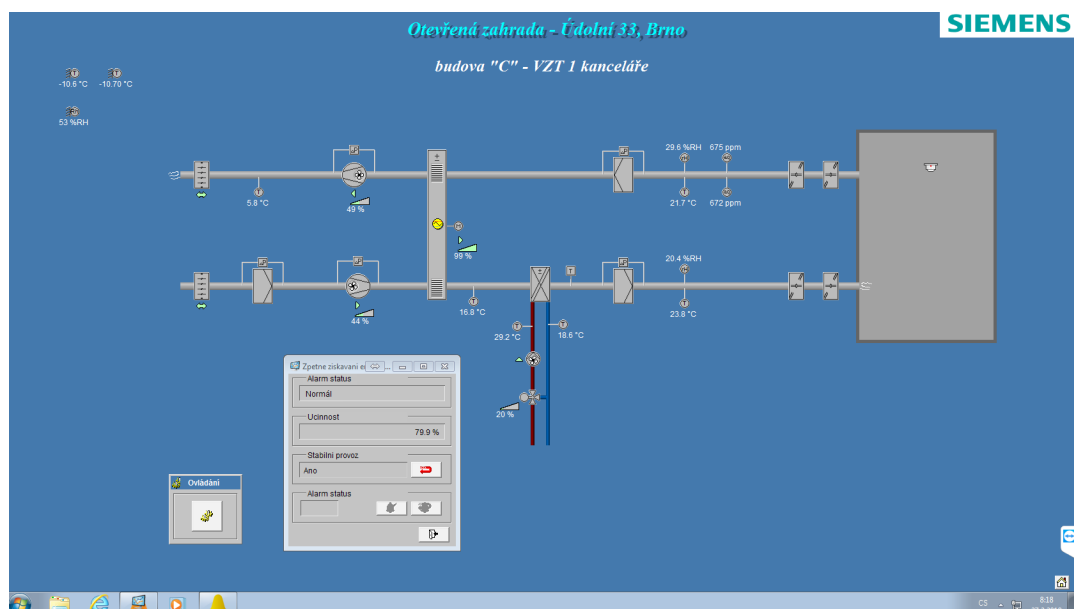 Otevřená zahrada - Údolní 33, Brno
SIEMENS
budova "C" - VZT 1 kanceláře
-10.6 °C
-10.70 °C
53 %RH
29.6 %RH
675 ppm
5.8 °C
49 %
21.7 °C
672 ppm
99 %
20.4 %RH
16.8 °C
44 %
23.8 °C
29.2 °C
18.6 °C
20 %
Zpetne ziskavani
Alarm status
Normál
Ucinnost
79.9 %
Stabilni provoz
Ano
Alarm status
Ovládání
CS
8:18